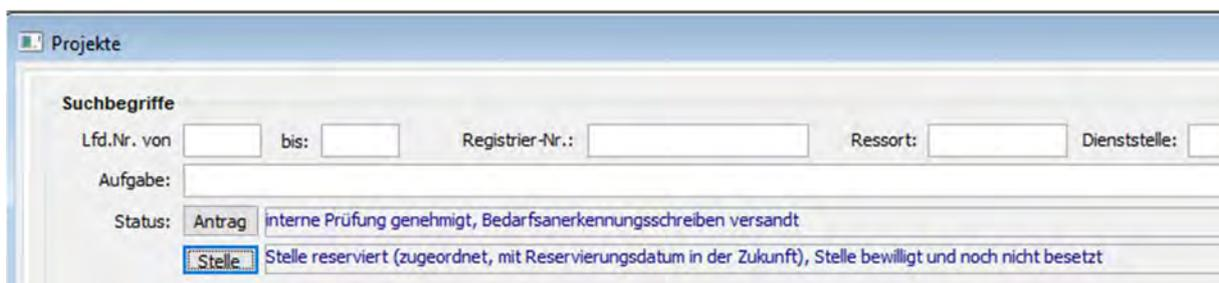 Projekte
Suchbegriffe
Lfd.Nr. von bis: Registrier-Nr.: Ressort: Dienststelle:
Aufgabe:
Status: Antrag interne Prüfung genehmigt, Bedarfsanerkennungsschreiben versandt
Stelle Stelle reserviert (zugeordnet, mit Reservierungsdatum in der Zukunft), Stelle bewilligt und noch nicht besetzt